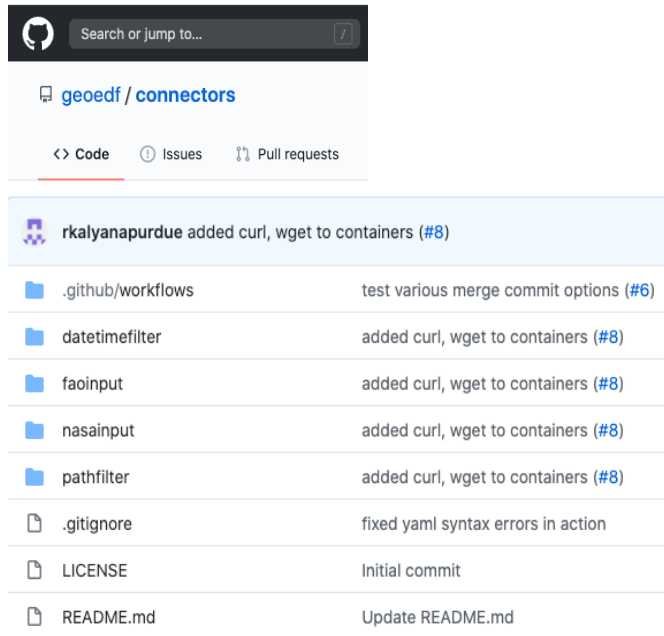 Search or jump to... /
geoedf / connectors
<> Code Issues Pull requests
rkalyanapurdue added curl, wget to containers (#8)
.github/workflows test various merge commit options (#6)
datetimefilter added curl, wget to containers (#8)
faoinput added curl, wget to containers (#8)
nasainput added curl, wget to containers (#8)
pathfilter added curl, wget to containers (#8)
.gitignore fixed yaml syntax errors in action
LICENSE Initial commit
README.md Update README.md